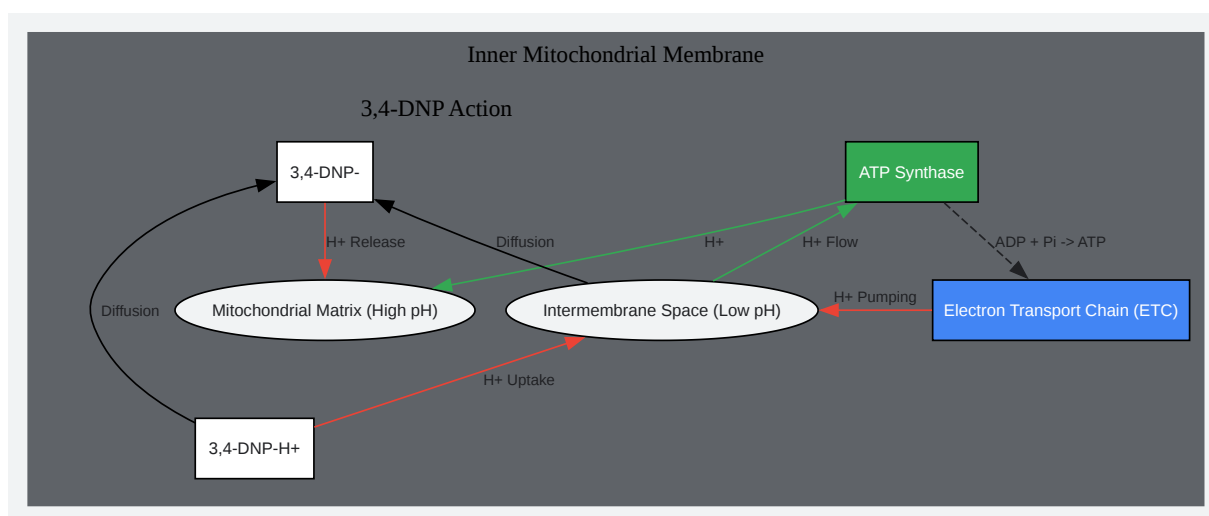 Inner Mitochondrial Membrane
3,4-DNP Action
3,4-DNP-
ATP Synthase
H+ Release
Diffusion
H+
H+ Flow
ADP + Pi -> ATP
Mitochondrial Matrix (High pH)
Intermembrane Space (Low pH)
H+ Pumping
Electron Transport Chain (ETC)
Diffusion
H+ Uptake
3,4-DNP-H+